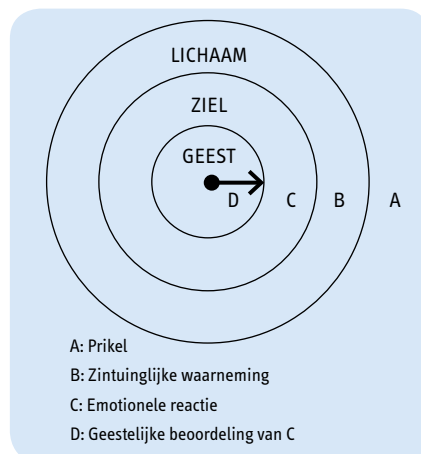 LICHAAM
ZIEL
GEEST
D C B A
A: Prikel
B: Zintuinglijke waarneming
C: Emotionele reactie
D: Geestelijke beoordeling van C